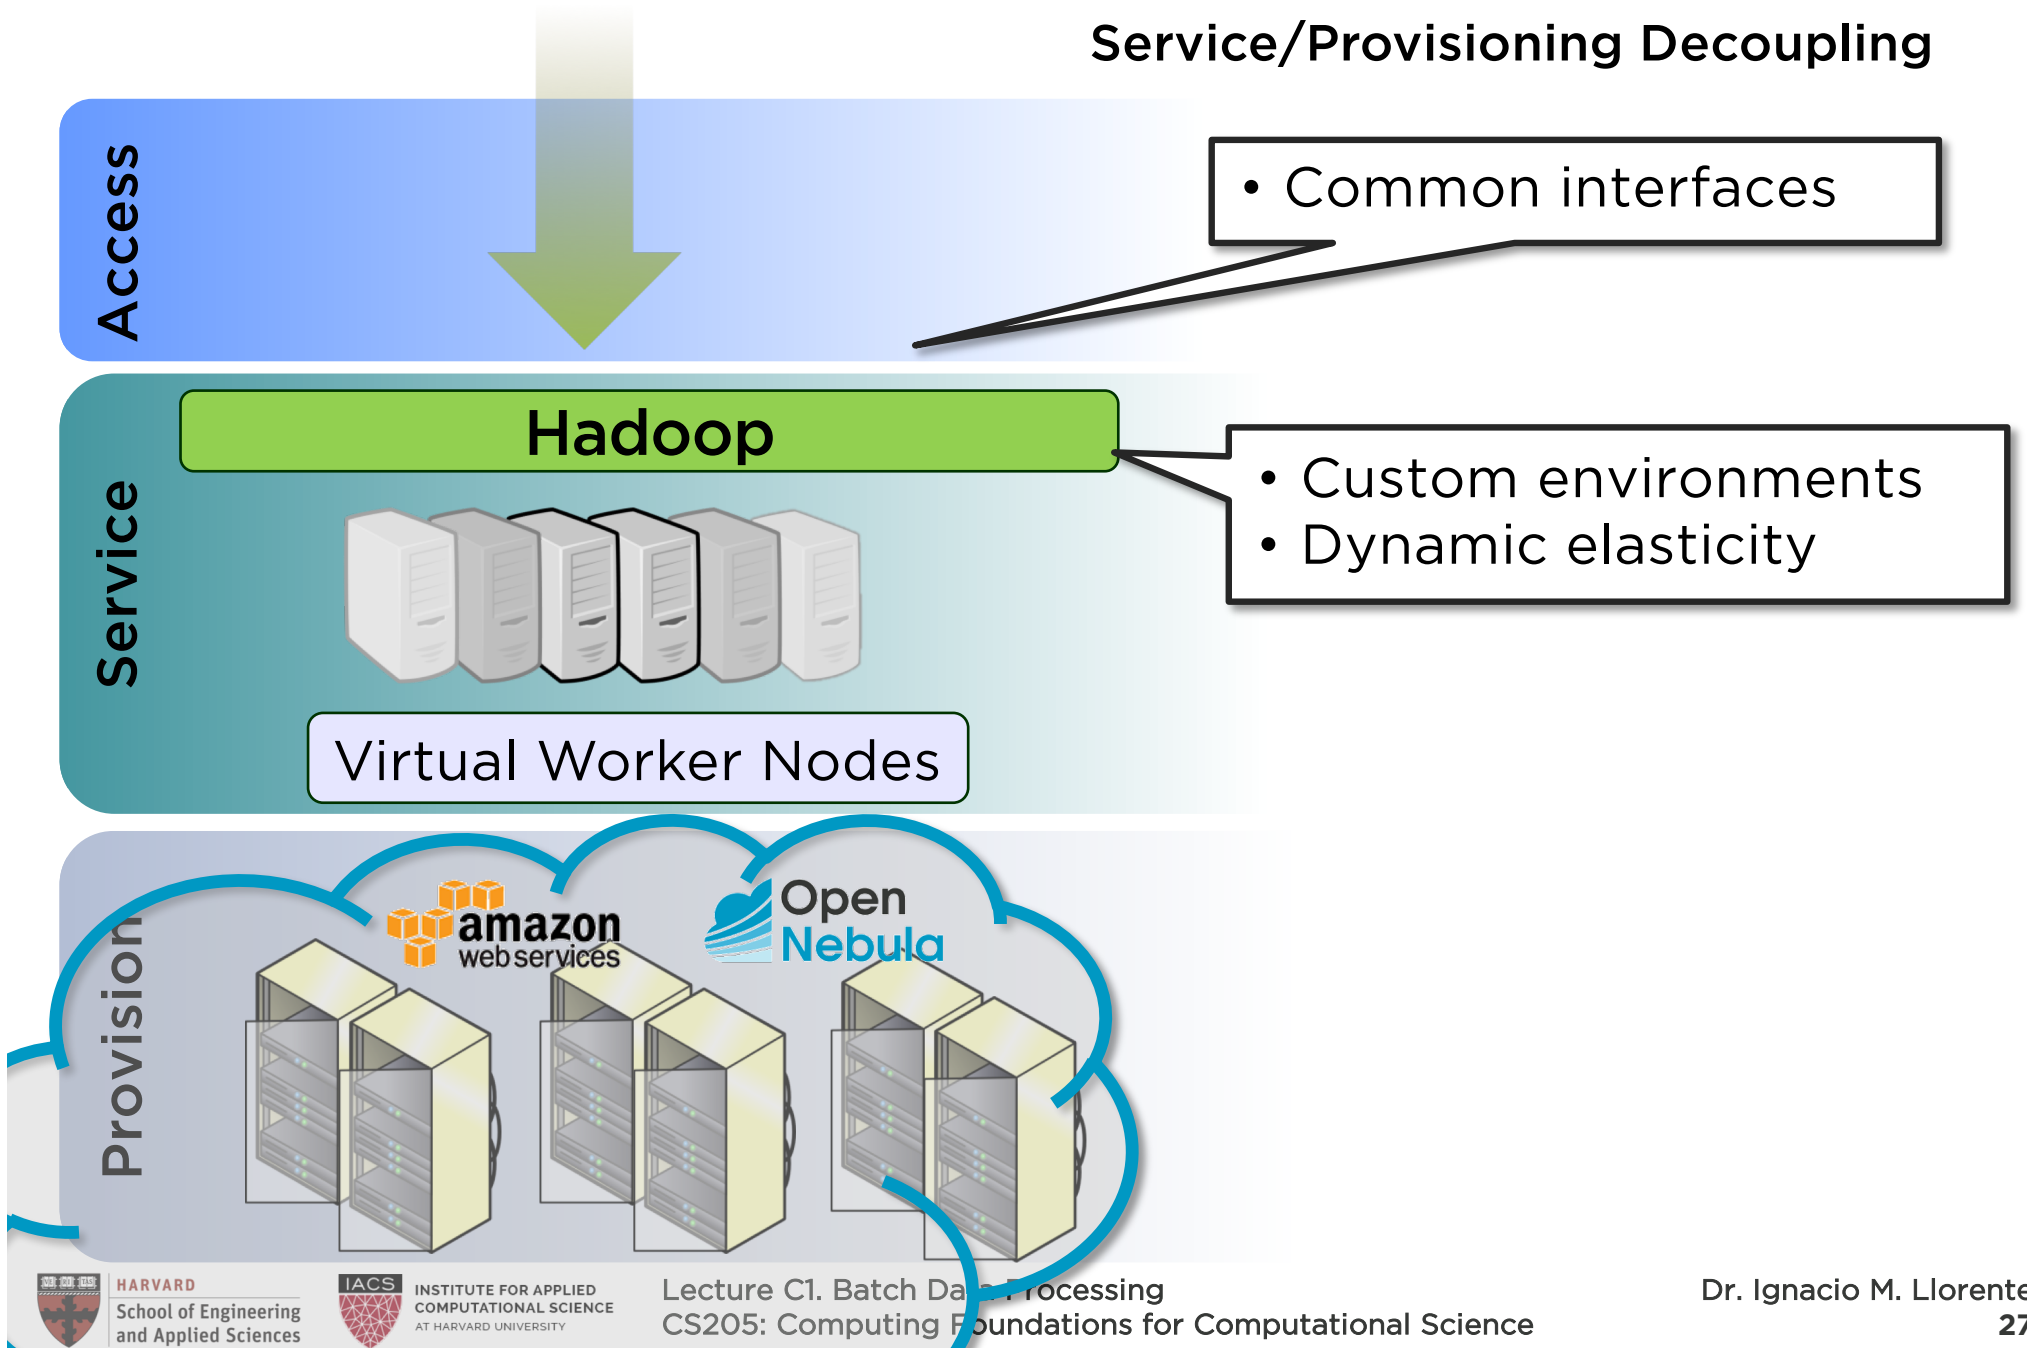 Service/Provisioning Decoupling
Access
• Common interfaces
Service
Hadoop
• Custom environments
• Dynamic elasticity
Virtual Worker Nodes
Provision
amazon
webservices
Open
Nebula
HARVARD
School of Engineering
and Applied Sciences
IACS
INSTITUTE FOR APPLIED
COMPUTATIONAL SCIENCE
AT HARVARD UNIVERSITY
Lecture C1. Batch Data Processing
CS205: Computing Foundations for Computational Science
Dr. Ignacio M. Llorente
27